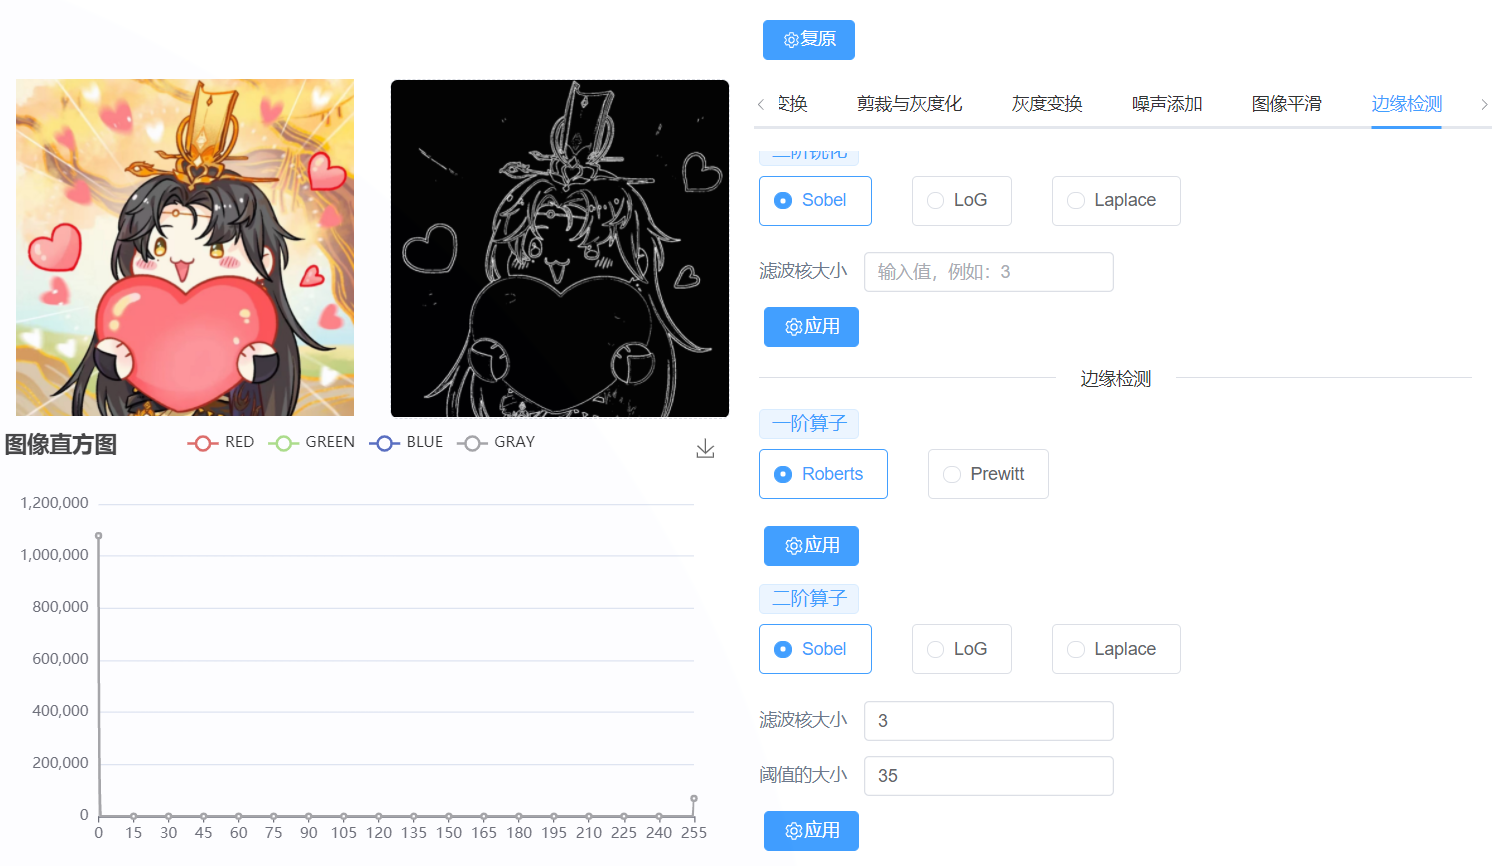 复原
变换
剪裁与灰度化
灰度变换
噪声添加
图像平滑
边缘检测
二阶锐化
Sobel
LoG
Laplace
滤波核大小
输入值，例如：3
应用
边缘检测
一阶算子
Roberts
Prewitt
应用
二阶算子
Sobel
LoG
Laplace
滤波核大小
3
阈值的大小
35
应用
图像直方图
RED
GREEN
BLUE
GRAY
1,200,000
1,000,000
800,000
600,000
400,000
200,000
0
0 15 30 45 60 75 90 105 120 135 150 165 180 195 210 225 240 255